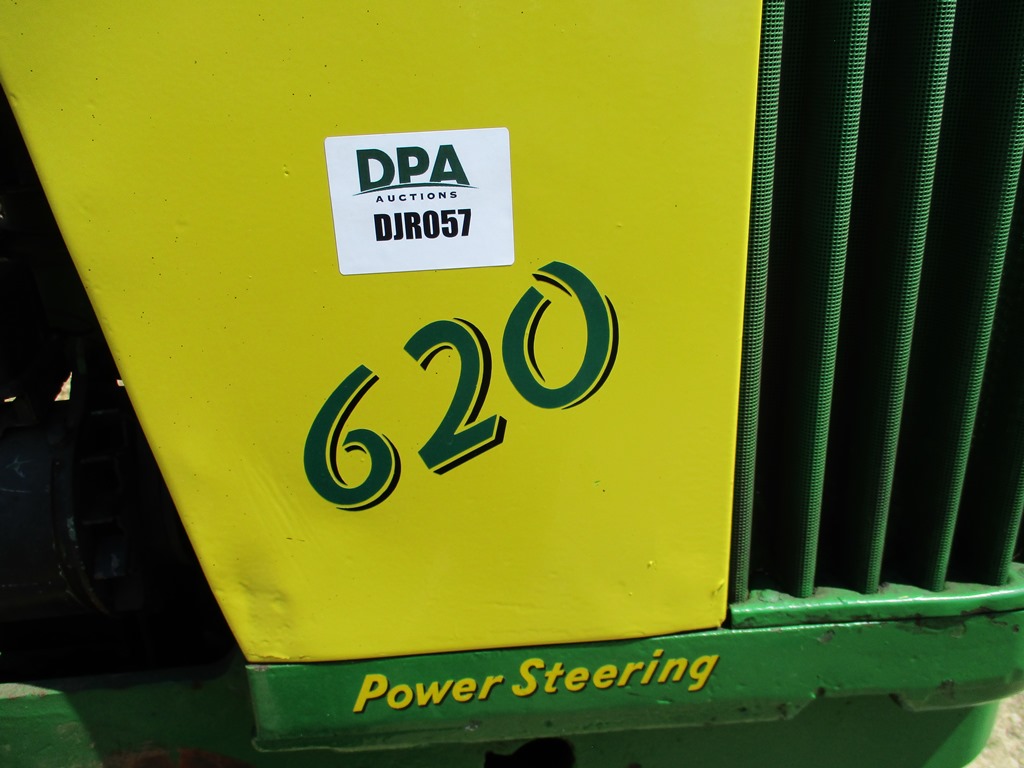 DPA
AUCTIONS
DJR057
620
Power Steering